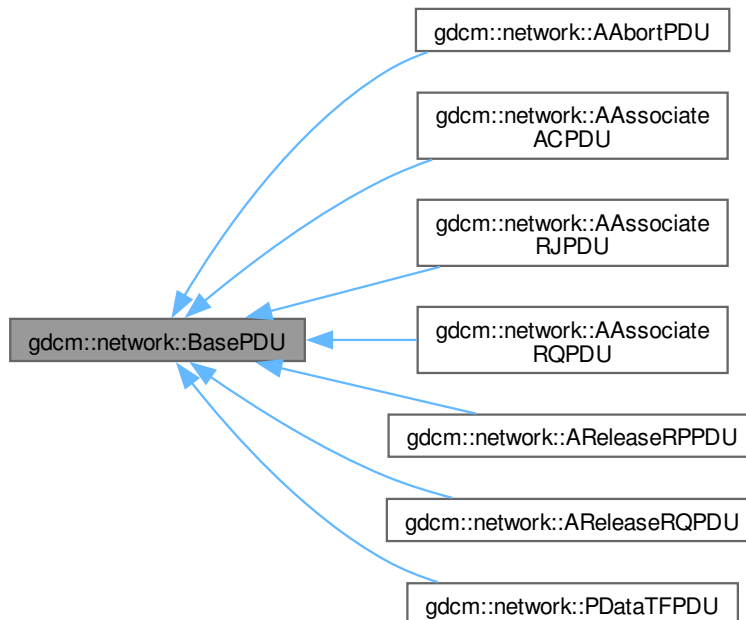 gdcm::network::AAbortPDU
gdcm::network::AAssociate
ACPDU
gdcm::network::AAssociate
RJPDU
gdcm::network::BasePDU
gdcm::network::AAssociate
RQPDU
gdcm::network::AReleaseRPPDU
gdcm::network::AReleaseRQPDU
gdcm::network::PDataTFPDU